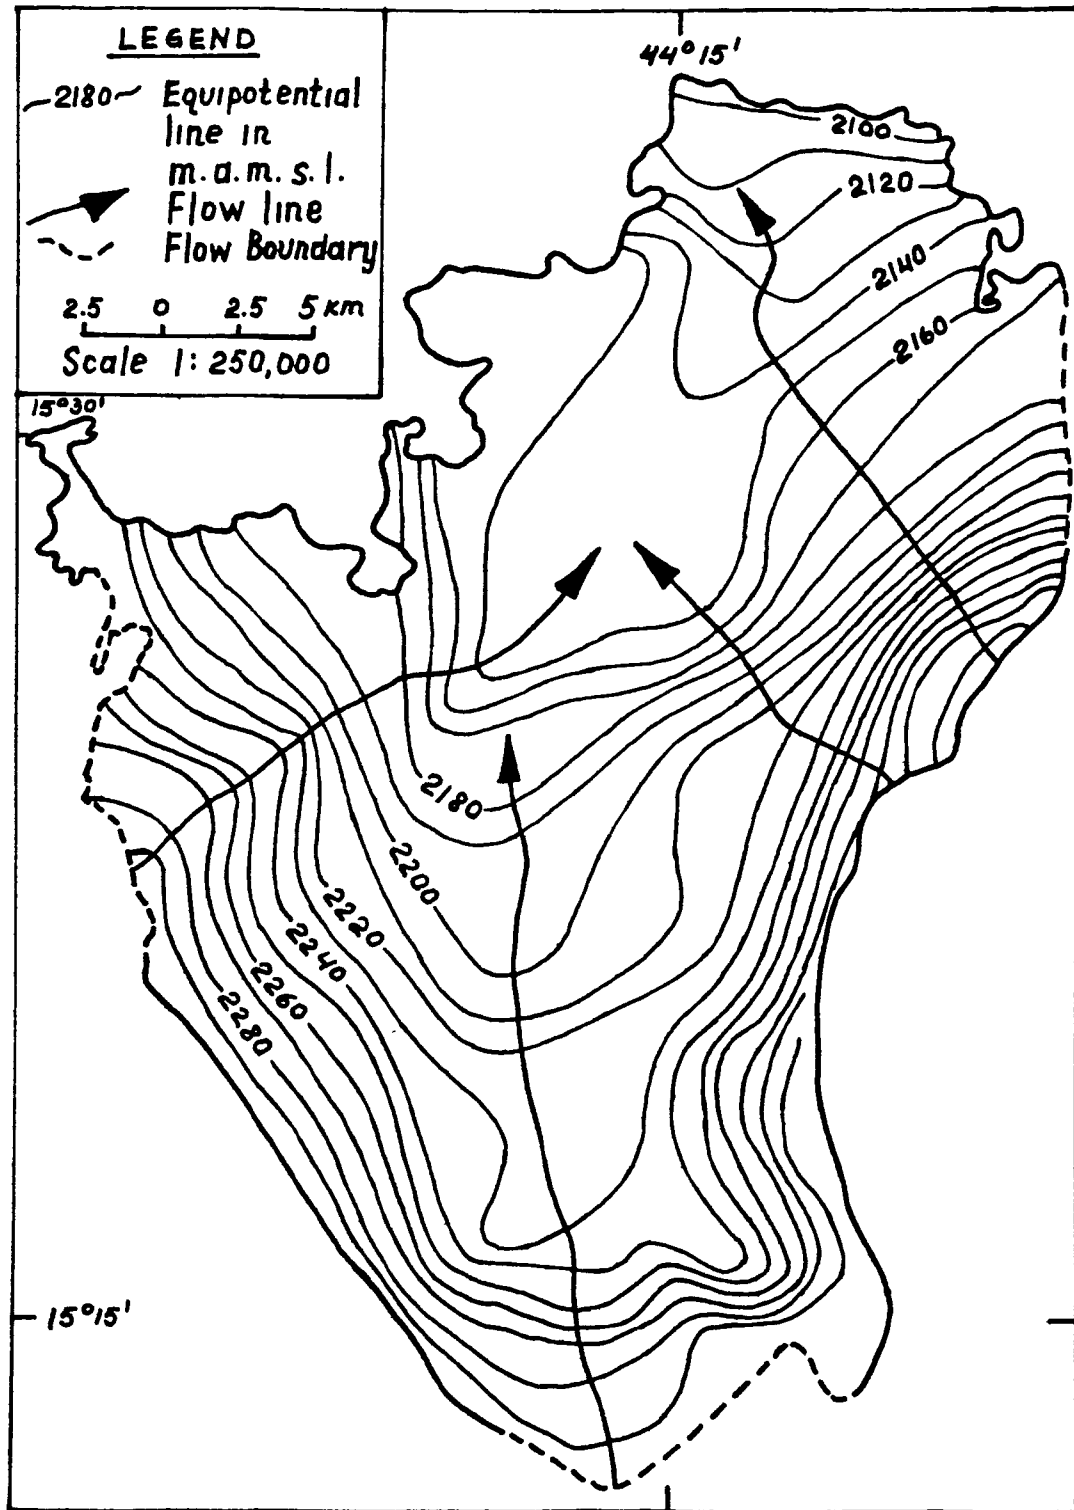 LEGEND
2180 Equipotential
line in
m.a.m.s.l.
Flow line
Flow Boundary
2.5 0 2.5 5 km
Scale 1:250,000
44°15'
15°30'
2100
2120
2140
2160
2180
2200
2220
2240
2260
2280
15°15'